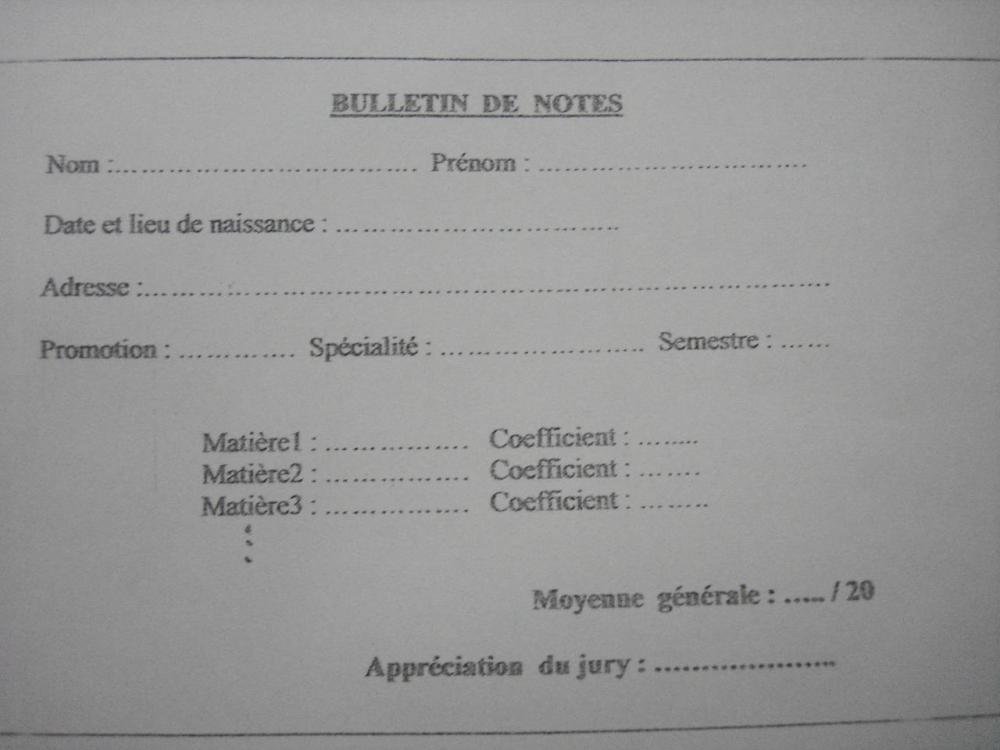 BULLETIN DE NOTES
Nom :................................. Prénom : ..............................
Date et lieu de naissance : ................................
Adresse :............................................................................
Promotion : ............. Spécialité : ....................... Semestre : ......
Matière1 : ................ Coefficient : .......
Matière2 : ................ Coefficient : .......
Matière3 : ................ Coefficient : ........
Moyenne générale : ..... / 20
Appréciation du jury : .......................